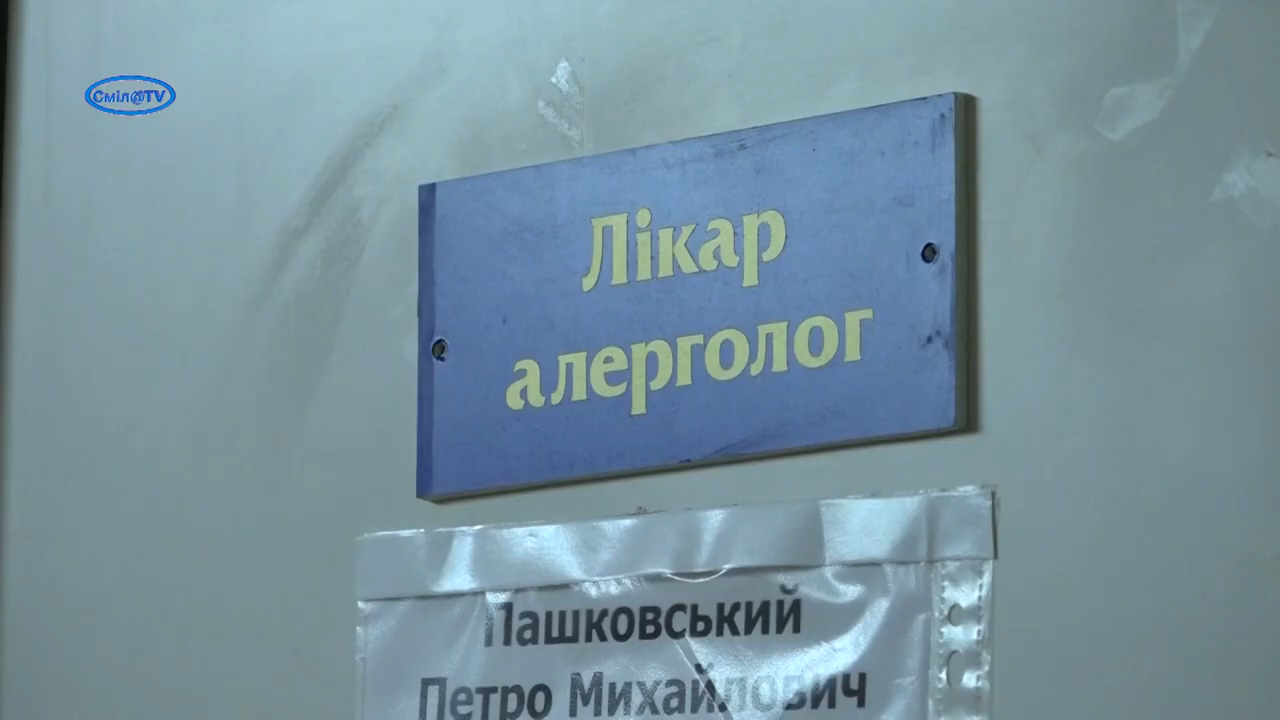 Сміл@TV
Лікар
алерголог
Пашковський
Петро Михайлович